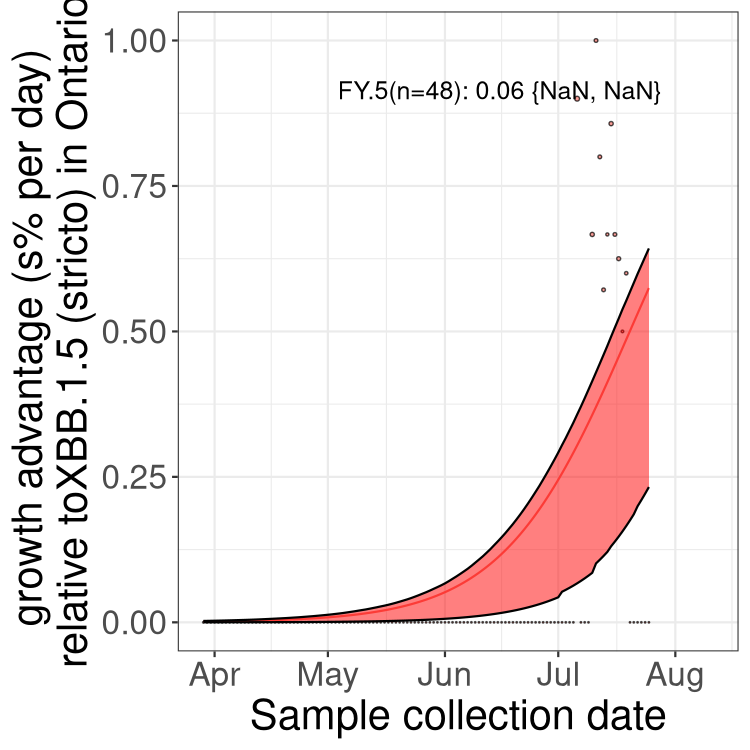 growth advantage (s% per day)
relative toXBB.1.5 (stricto) in Ontario
1.00
0.75
0.50
0.25
0.00
FY.5(n=48): 0.06 {NaN, NaN}
Apr May Jun Jul Aug
Sample collection date